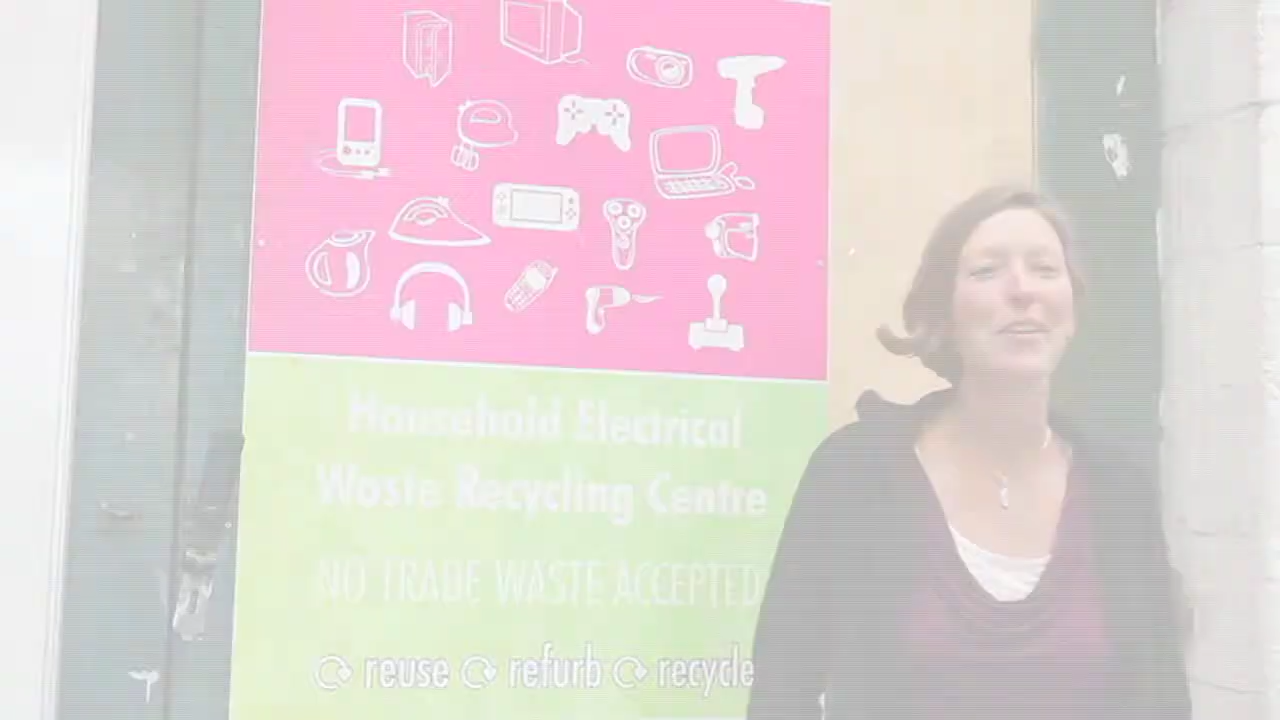 Household Electrical
Waste Recycling Centre
NO TRADE WASTE ACCEPTED
reuse refurb recycle